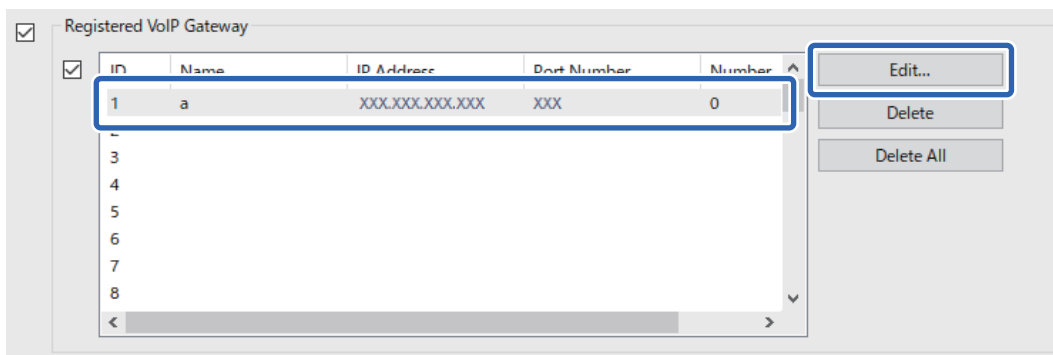 Registered VoIP Gateway
ID Name IP Address Port Number Number
1 a XXX.XXX.XXX.XXX XXX 0
2
3
4
5
6
7
8
Edit...
Delete
Delete All